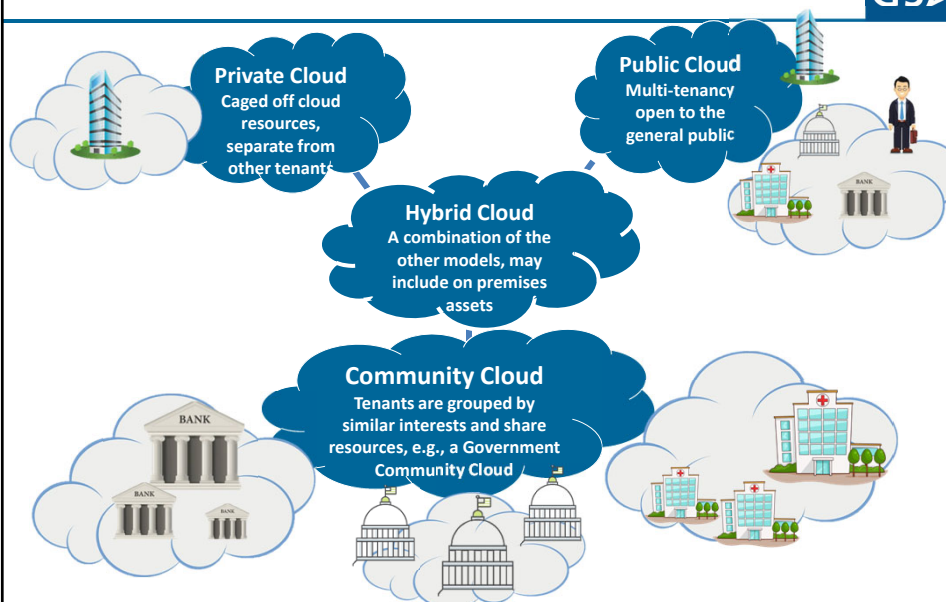 Private Cloud
Caged off cloud
resources,
separate from
other tenants
Public Cloud
Multi-tenancy
open to the
general public
BANK
Hybrid Cloud
A combination of the
other models, may
include on premises
assets
Community Cloud
Tenants are grouped by
similar interests and share
resources, e.g., a Government
Community Cloud
BANK
BANK
BANK